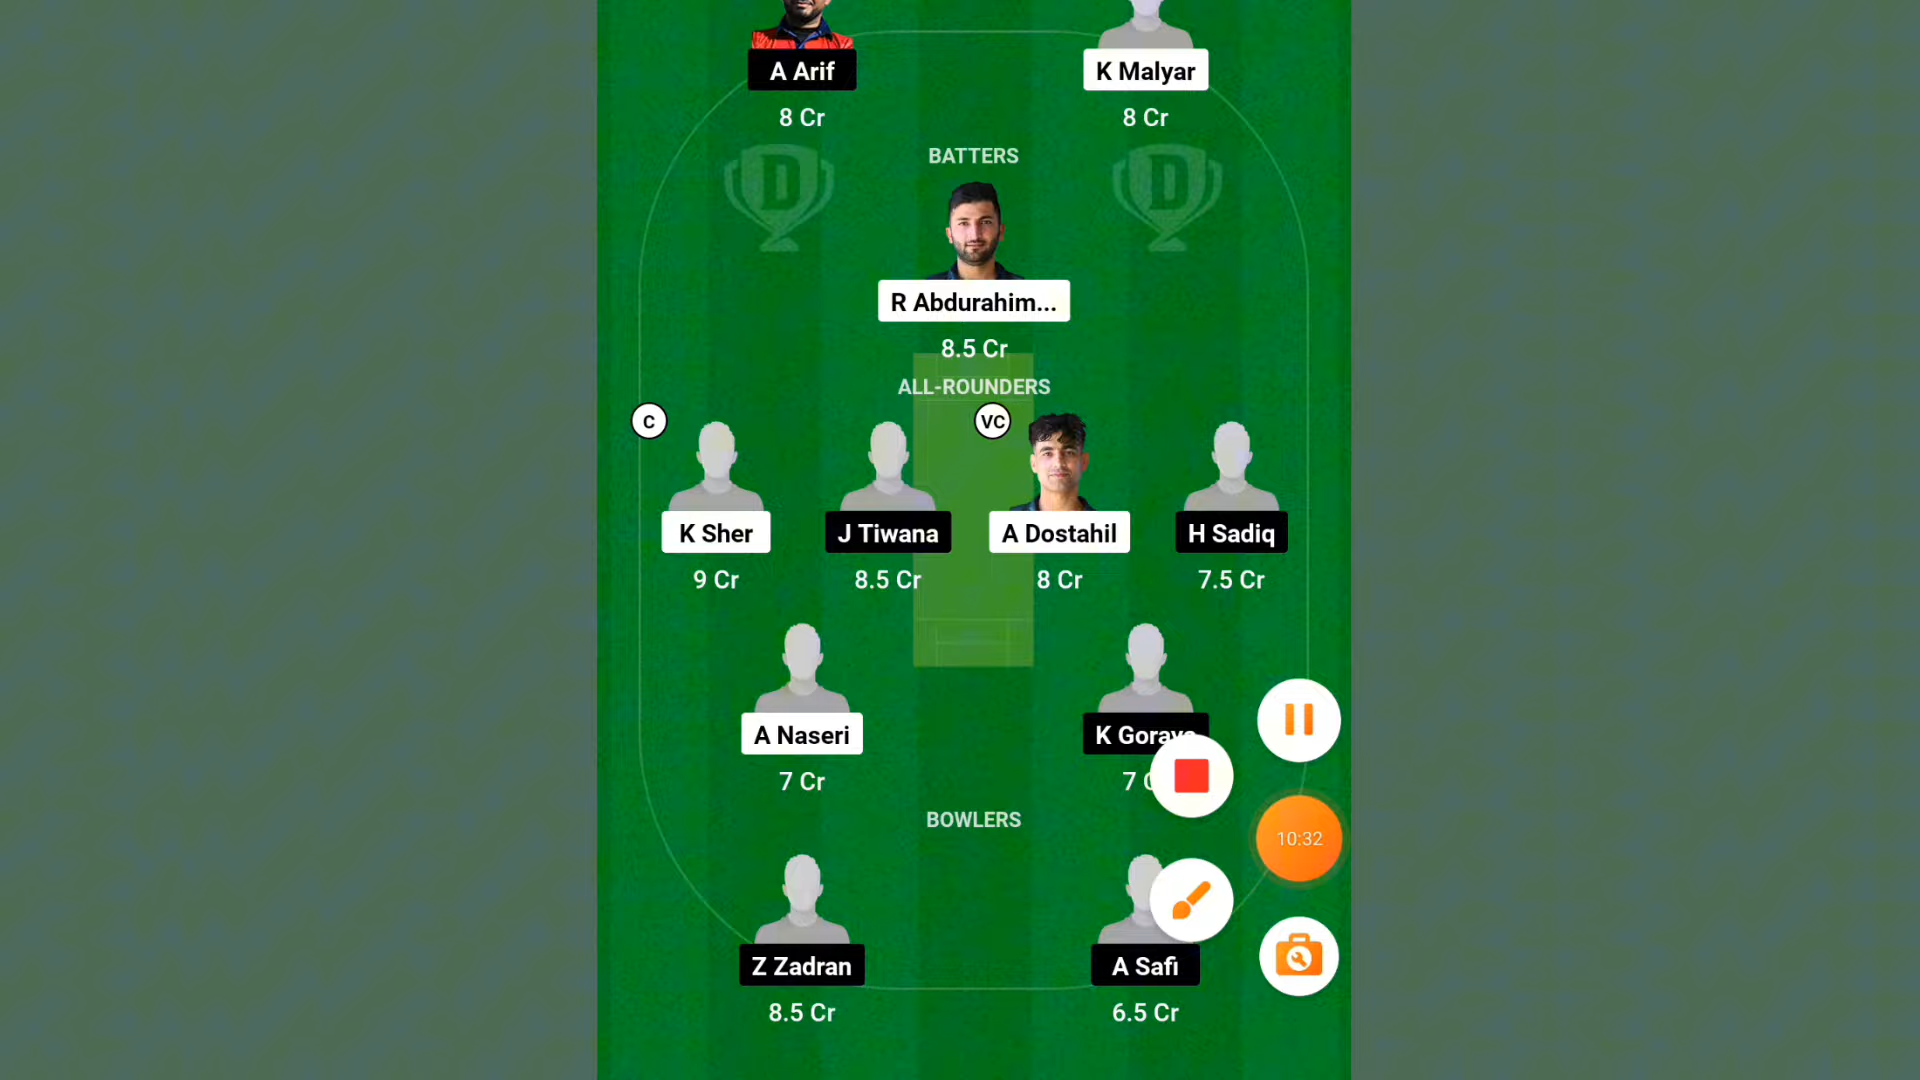 A Arif K Malyar
8 Cr 8 Cr
BATTERS
D D
R Abdurahim...
8.5 Cr
ALL-ROUNDERS
C VC
K Sher J Tiwana A Dostahil H Sadiq
9 Cr 8.5 Cr 8 Cr 7.5 Cr
A Naseri K
7 Cr 7
BOWLERS
10:32
Z Zadran A Safi
8.5 Cr 6.5 Cr